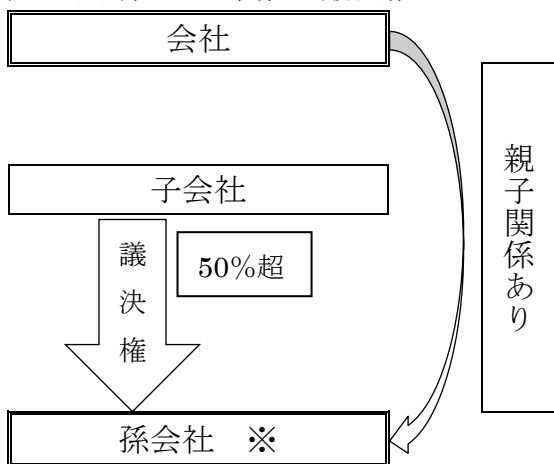 会社
子会社
議決権
50%超
親子関係あり
孫会社 ※